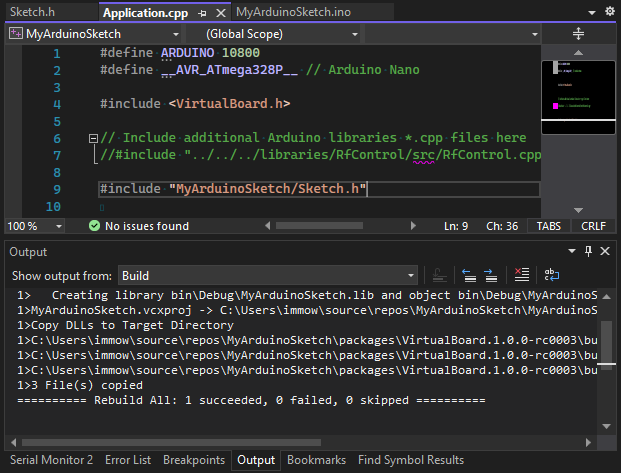 Sketch.h Application.cpp MyArduinoSketch.ino
MyArduinoSketch (Global Scope)
1 #define ARDUINO 10800
2 #define __AVR_ATmega328P__ // Arduino Nano
3
4 #include <VirtualBoard.h>
5
6 // Include additional Arduino libraries *.cpp files here
7 //#include "../../../libraries/RfControl/src/RfControl.cpp
8
9 #include "MyArduinoSketch/Sketch.h"
10
100 % No issues found Ln: 9 Ch: 36 TABS CRLF
Output
Show output from: Build
1> Creating library bin\Debug\MyArduinoSketch.lib and object bin\Debug\MyArduinoS
1>MyArduinoSketch.vcxproj -> C:\Users\immow\source\repos\MyArduinoSketch\MyArduinoS
1>Copy DLLs to Target Directory
1>C:\Users\immow\source\repos\MyArduinoSketch\packages\VirtualBoard.1.0.0-rc0003\bu
1>C:\Users\immow\source\repos\MyArduinoSketch\packages\VirtualBoard.1.0.0-rc0003\bu
1>C:\Users\immow\source\repos\MyArduinoSketch\packages\VirtualBoard.1.0.0-rc0003\bu
1>3 File(s) copied
========== Rebuild All: 1 succeeded, 0 failed, 0 skipped ==========
Serial Monitor 2 Error List Breakpoints Output Bookmarks Find Symbol Results